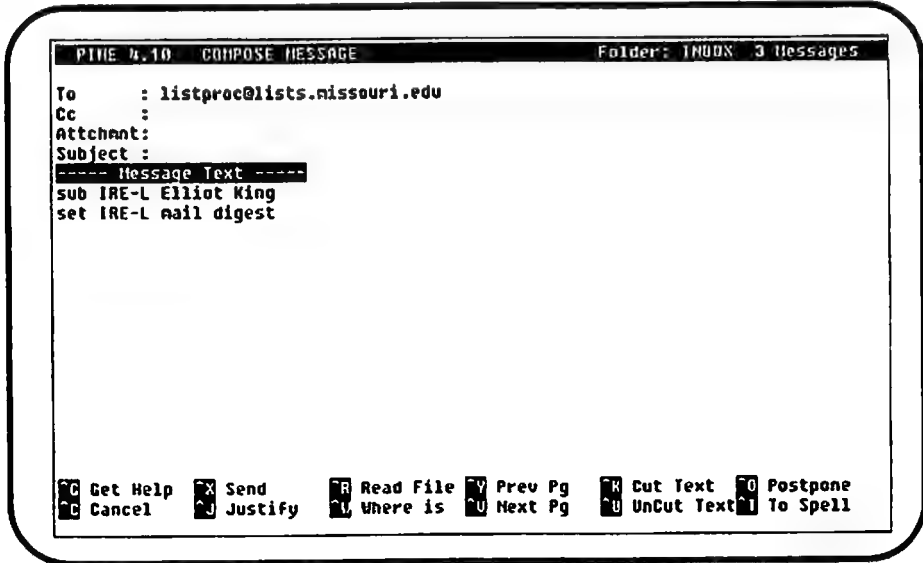 PINE 4.10 COMPOSE MESSAGE Folder: INBOX 3 Messages
To : listproc@lists.missouri.edu
Cc :
Attchmnt:
Subject :
----- Message Text -----
sub IRE-L Elliot King
set IRE-L mail digest
^G Get Help ^X Send ^R Read File ^Y Prev Pg ^K Cut Text ^O Postpone
^C Cancel ^J Justify ^W Where is ^V Next Pg ^U UnCut Text ^T To Spell